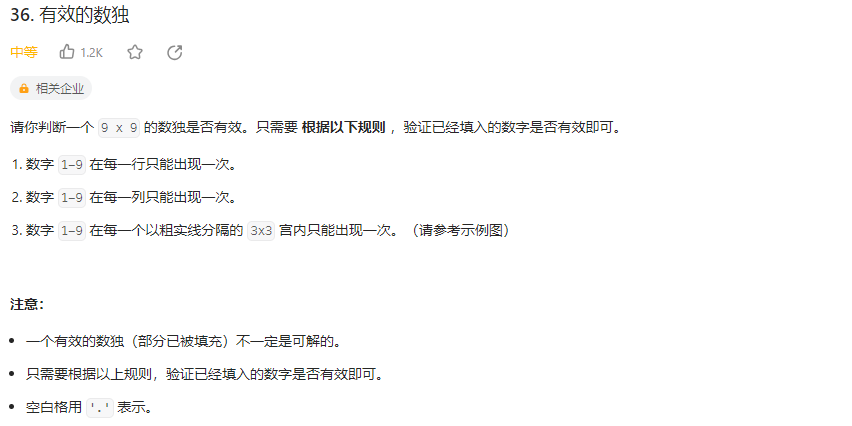 36. 有效的数独
中等 1.2K
相关企业
请你判断一个 9 x 9 的数独是否有效。只需要 根据以下规则 ，验证已经填入的数字是否有效即可。
1. 数字 1-9 在每一行只能出现一次。
2. 数字 1-9 在每一列只能出现一次。
3. 数字 1-9 在每一个以粗实线分隔的 3x3 宫内只能出现一次。（请参考示例图）
注意：
• 一个有效的数独（部分已被填充）不一定是可解的。
• 只需要根据以上规则，验证已经填入的数字是否有效即可。
• 空白格用 '.' 表示。